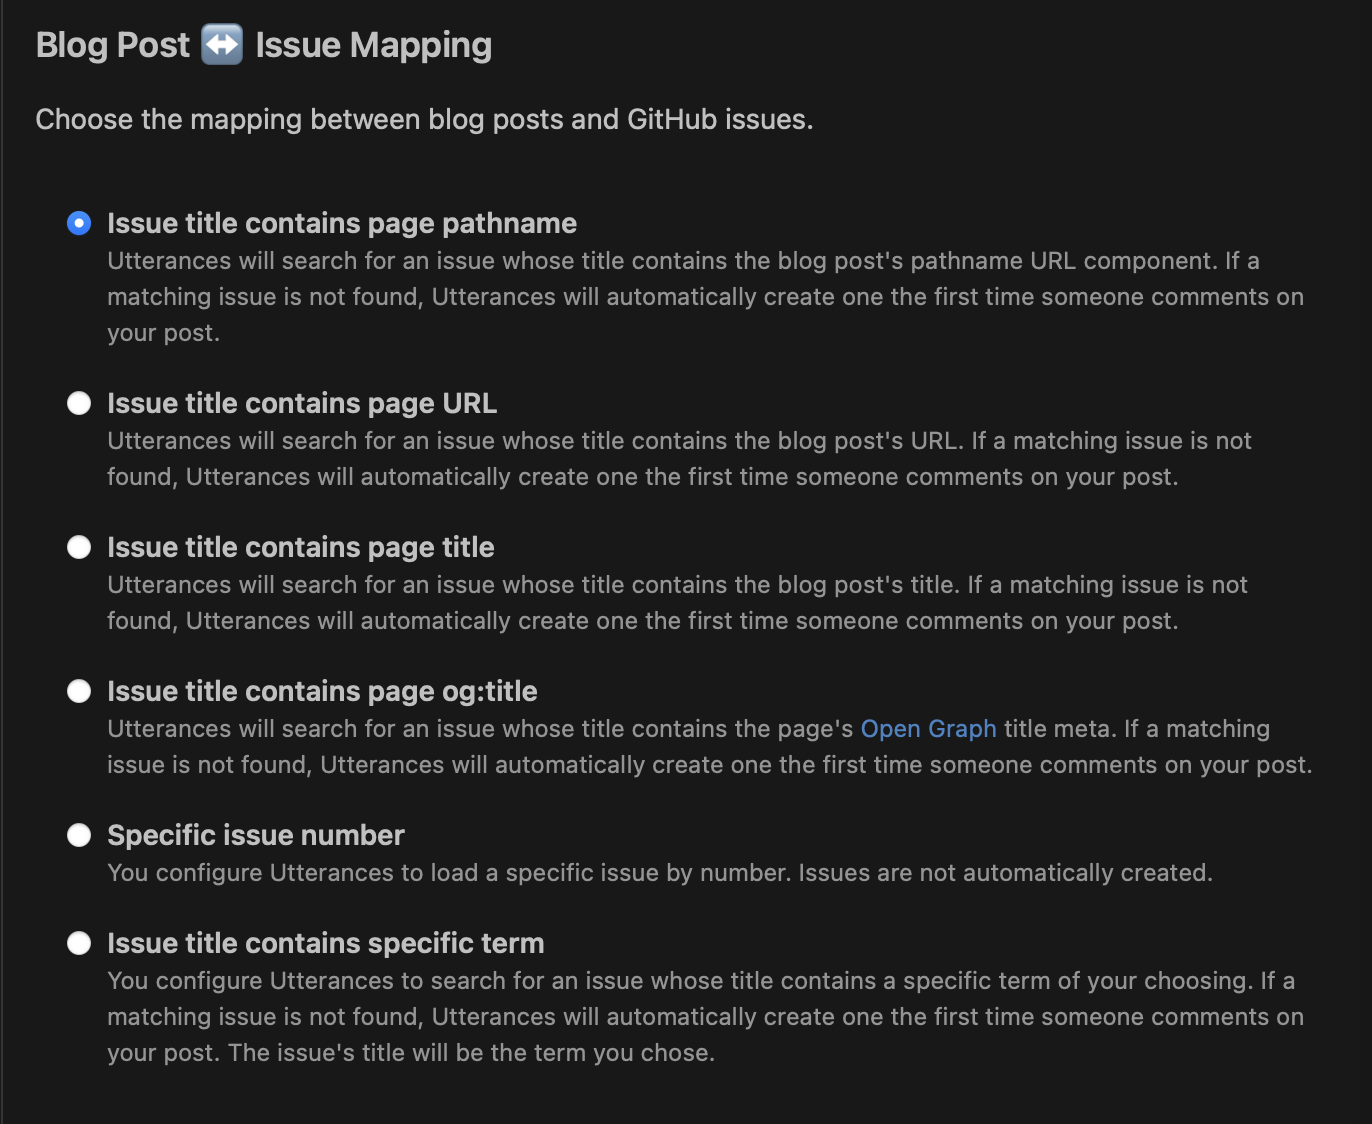 Blog Post ↔️ Issue Mapping
Choose the mapping between blog posts and GitHub issues.
Issue title contains page pathname
Utterances will search for an issue whose title contains the blog post's pathname URL component. If a
matching issue is not found, Utterances will automatically create one the first time someone comments on
your post.
Issue title contains page URL
Utterances will search for an issue whose title contains the blog post's URL. If a matching issue is not
found, Utterances will automatically create one the first time someone comments on your post.
Issue title contains page title
Utterances will search for an issue whose title contains the blog post's title. If a matching issue is not
found, Utterances will automatically create one the first time someone comments on your post.
Issue title contains page og:title
Utterances will search for an issue whose title contains the page's Open Graph title meta. If a matching
issue is not found, Utterances will automatically create one the first time someone comments on your post.
Specific issue number
You configure Utterances to load a specific issue by number. Issues are not automatically created.
Issue title contains specific term
You configure Utterances to search for an issue whose title contains a specific term of your choosing. If a
matching issue is not found, Utterances will automatically create one the first time someone comments on
your post. The issue's title will be the term you chose.